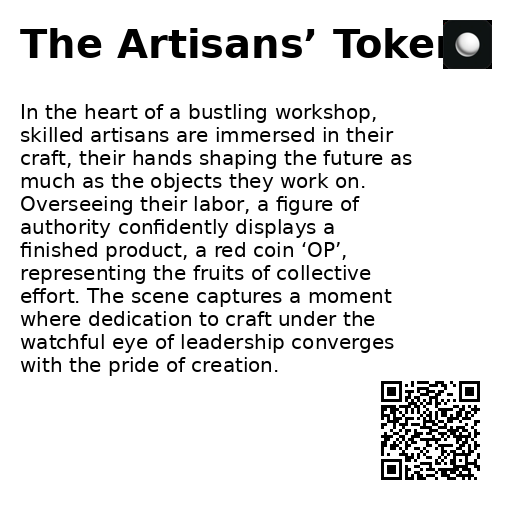 The Artisans’ Token
In the heart of a bustling workshop,
skilled artisans are immersed in their
craft, their hands shaping the future as
much as the objects they work on.
Overseeing their labor, a figure of
authority confidently displays a
finished product, a red coin ‘OP’,
representing the fruits of collective
effort. The scene captures a moment
where dedication to craft under the
watchful eye of leadership converges
with the pride of creation.